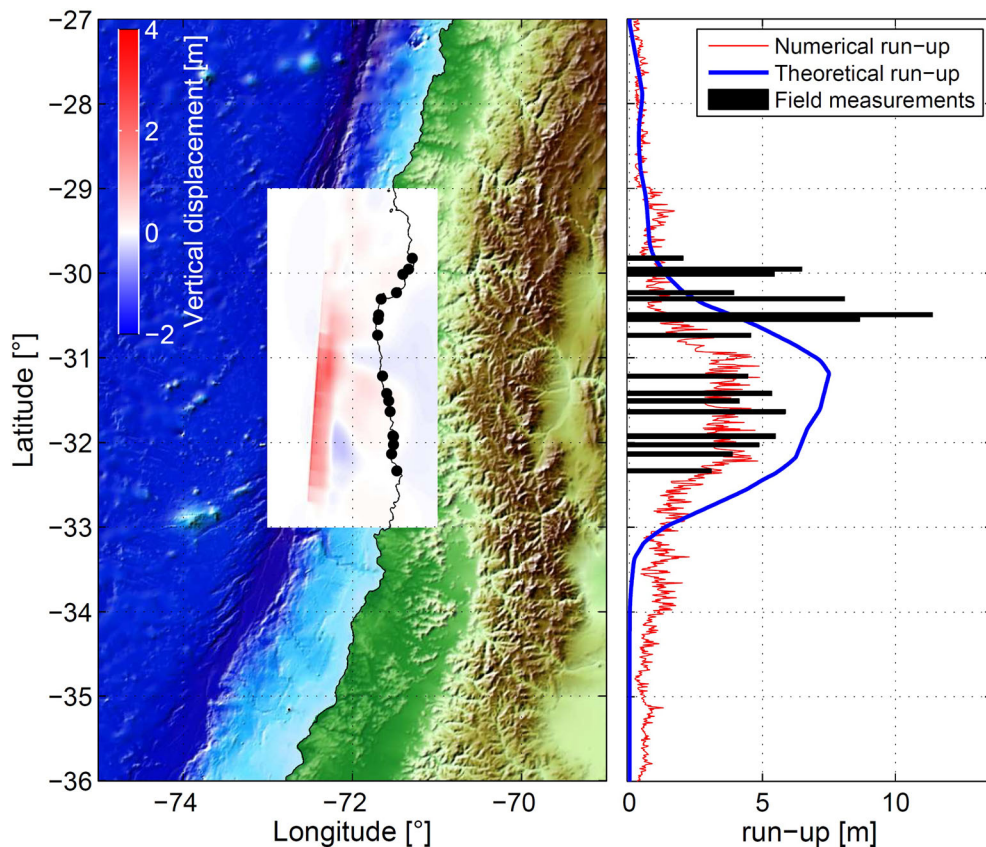 −27
−28
−29
−30
−31
−32
−33
−34
−35
−36
Latitude [°]
4
2
0
−2
Vertical displacement [m]
−74
−72
−70
Longitude [°]
Numerical run−up
Theoretical run−up
Field measurements
0
5
10
run−up [m]